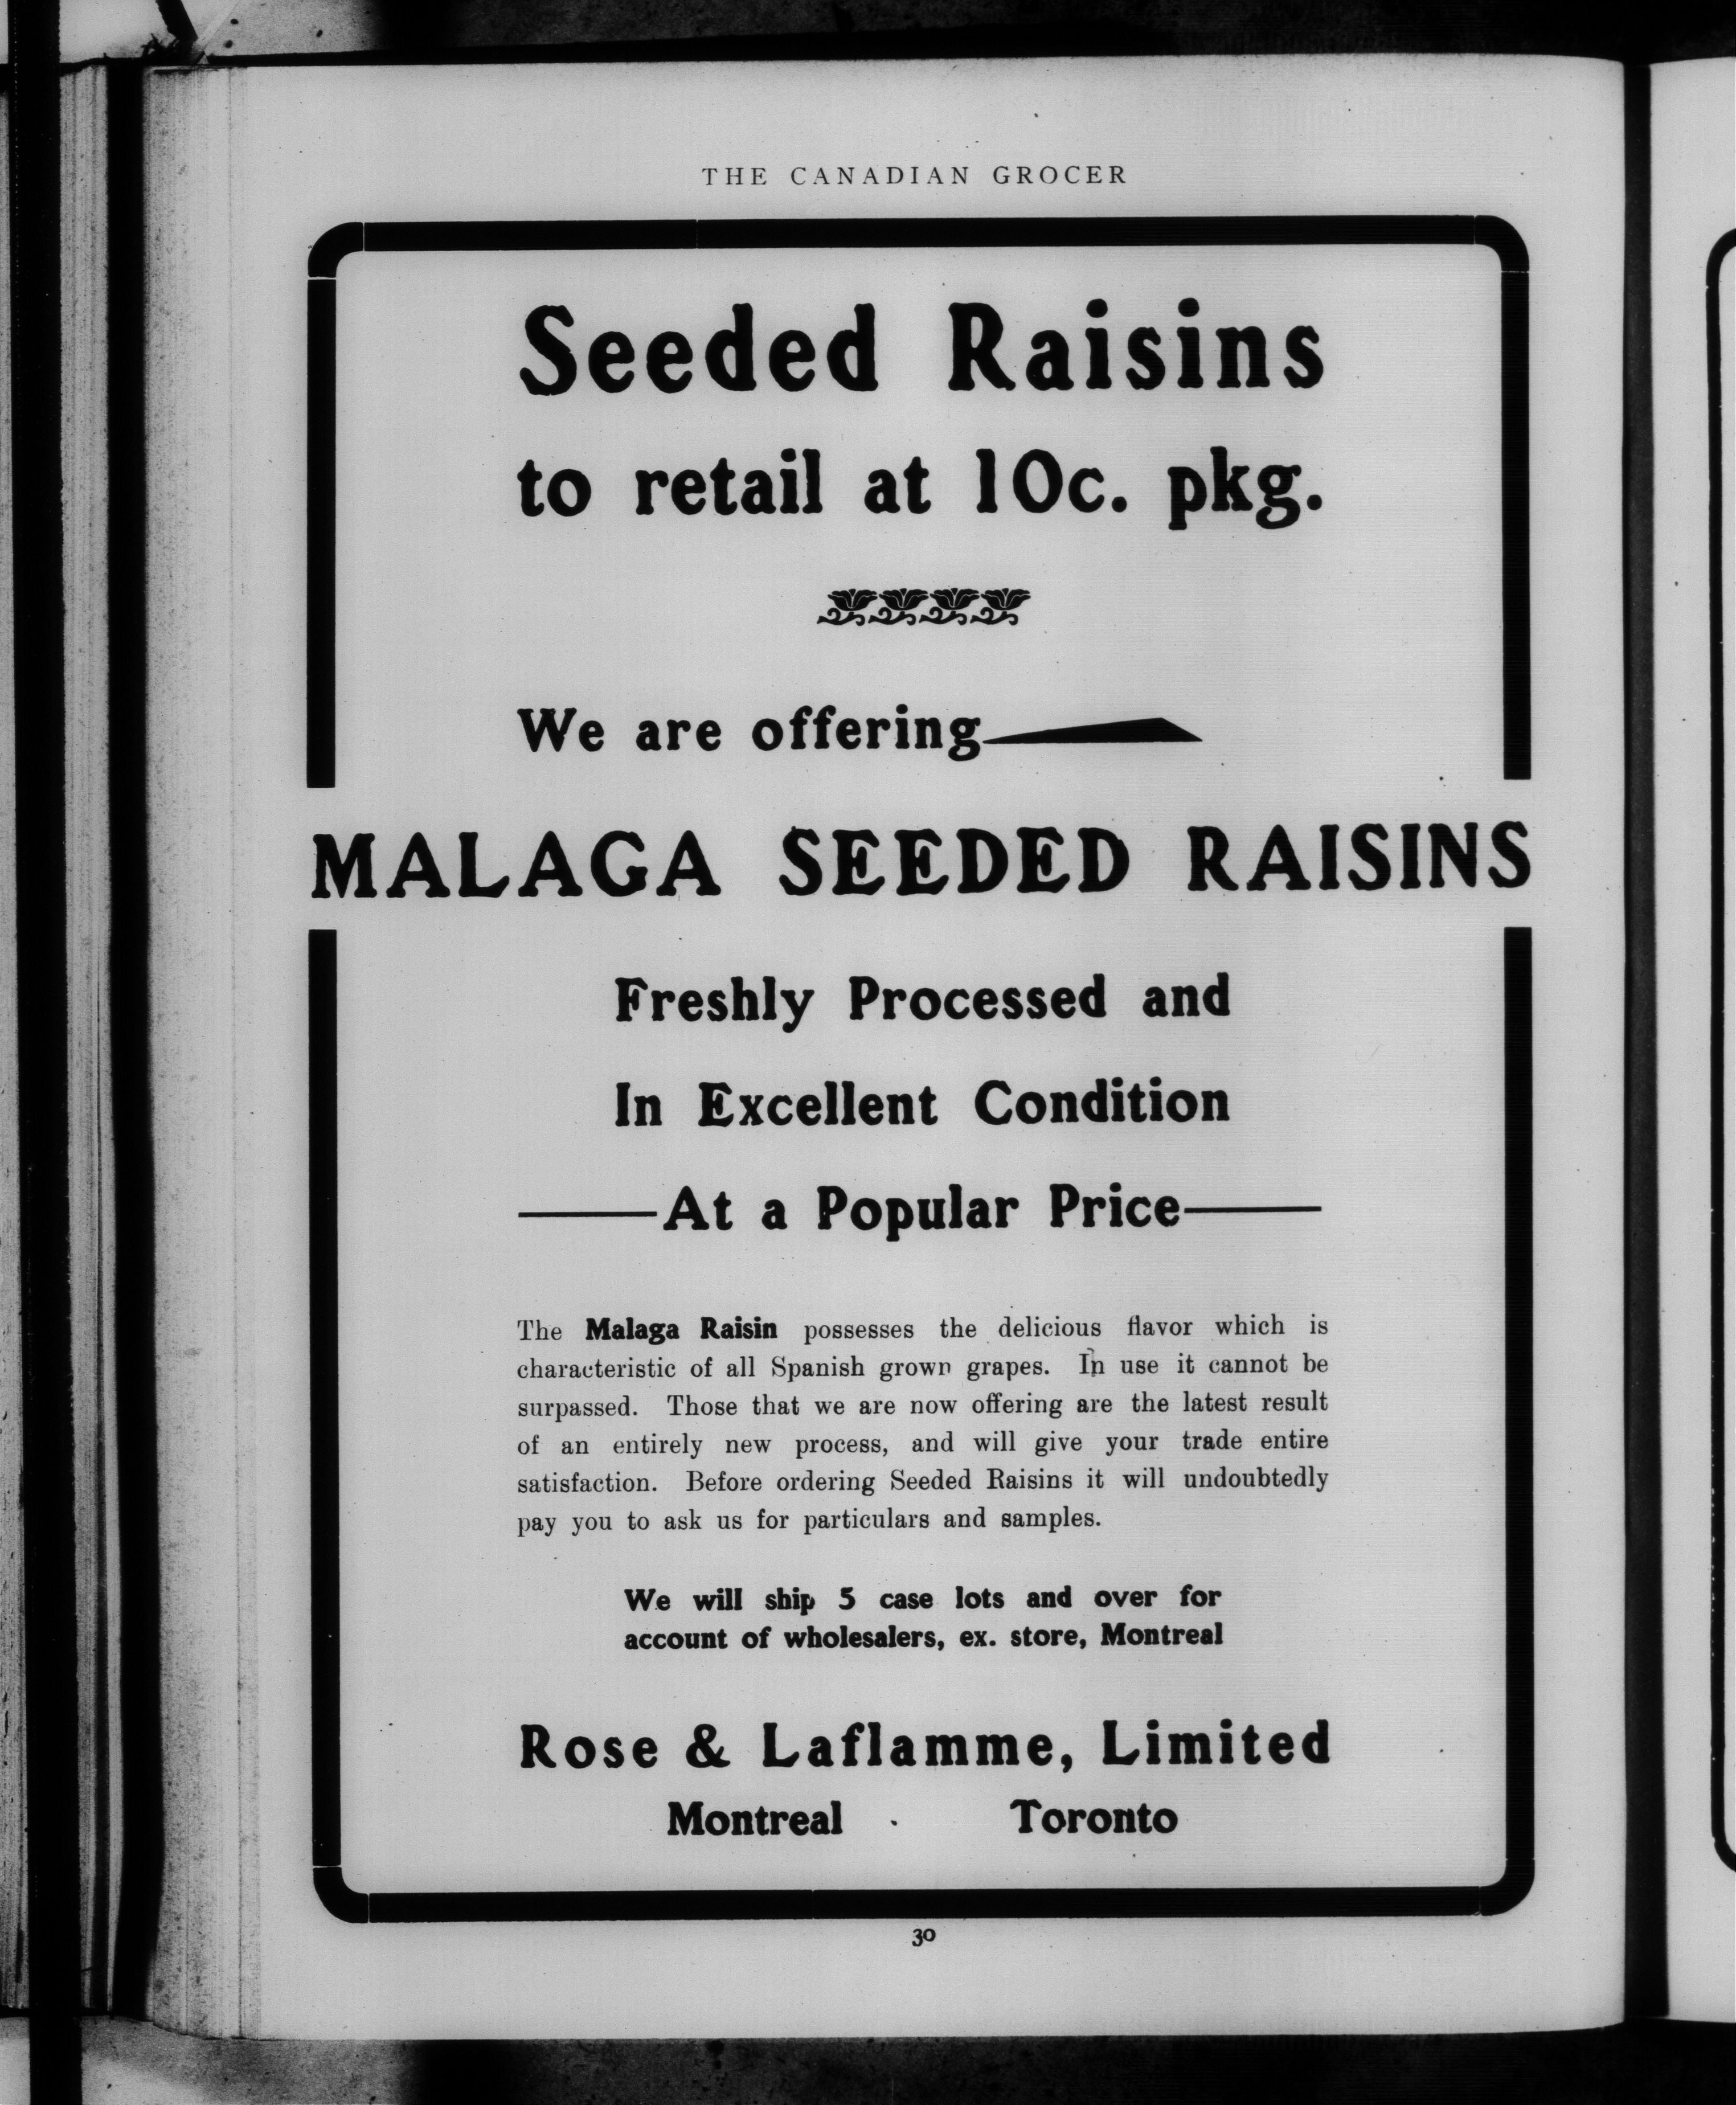 THE CANADIAN GROCER
Seeded Raisins
to retail at 10c. pkg.
We are offering
MALAGA SEEDED RAISINS
Freshly Processed and
In Excellent Condition
—At a Popular Price—
The Malaga Raisin possesses the delicious flavor which is
characteristic of all Spanish grown grapes. In use it cannot be
surpassed. Those that we are now offering are the latest result
of an entirely new process, and will give your trade entire
satisfaction. Before ordering Seeded Raisins it will undoubtedly
pay you to ask us for particulars and samples.
We will ship 5 case lots and over for
account of wholesalers, ex. store, Montreal
Rose & Laflamme, Limited
Montreal Toronto
30